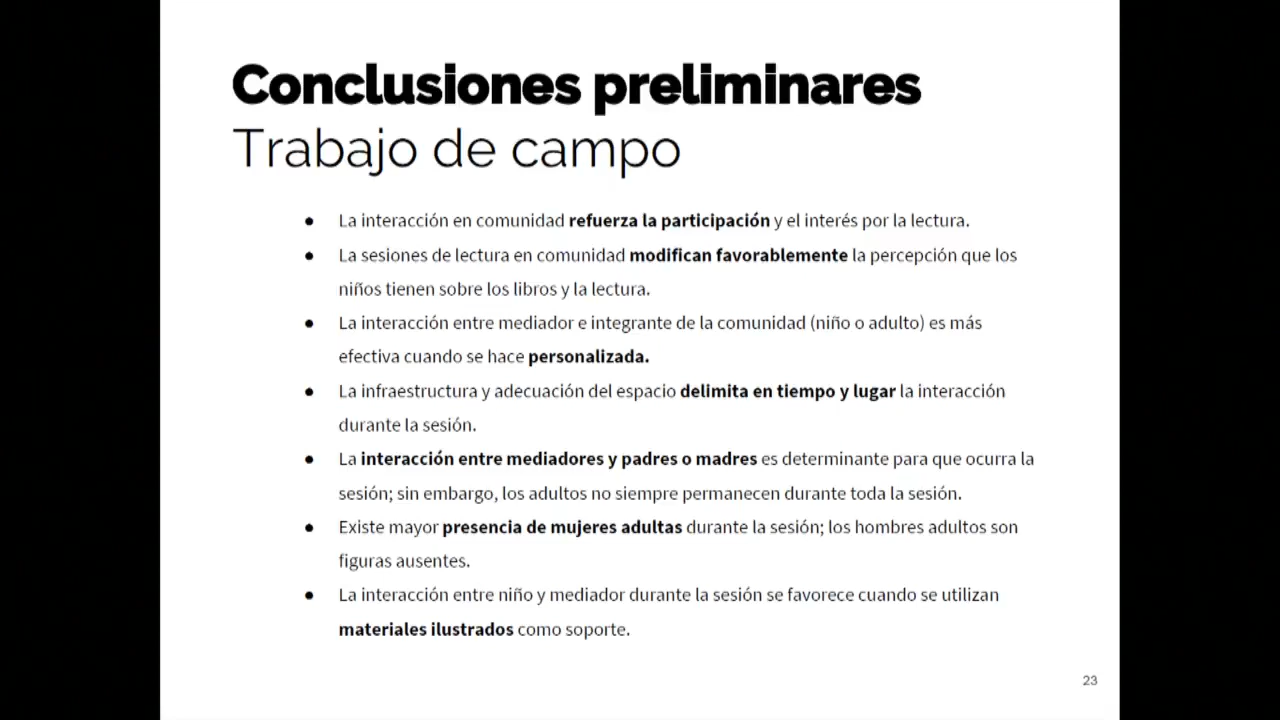 Conclusiones preliminares
Trabajo de campo
● La interacción en comunidad refuerza la participación y el interés por la lectura.
● La sesiones de lectura en comunidad modifican favorablemente la percepción que los
niños tienen sobre los libros y la lectura.
● La interacción entre mediador e integrante de la comunidad (niño o adulto) es más
efectiva cuando se hace personalizada.
● La infraestructura y adecuación del espacio delimita en tiempo y lugar la interacción
durante la sesión.
● La interacción entre mediadores y padres o madres es determinante para que ocurra la
sesión; sin embargo, los adultos no siempre permanecen durante toda la sesión.
● Existe mayor presencia de mujeres adultas durante la sesión; los hombres adultos son
figuras ausentes.
● La interacción entre niño y mediador durante la sesión se favorece cuando se utilizan
materiales ilustrados como soporte.
23